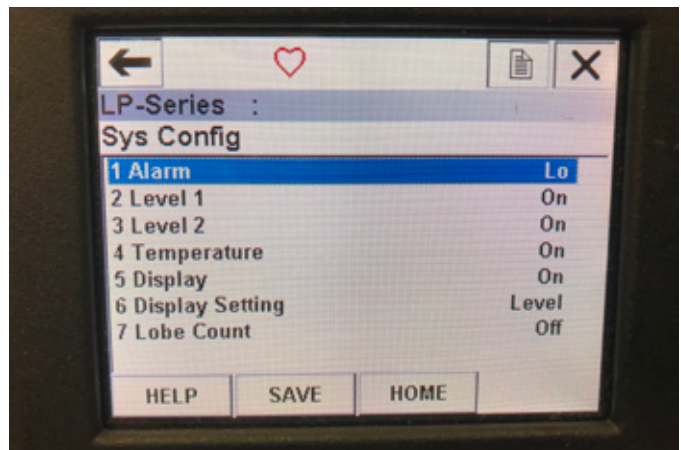 LP-Series :
Sys Config
1 Alarm Lo
2 Level 1 On
3 Level 2 On
4 Temperature On
5 Display On
6 Display Setting Level
7 Lobe Count Off
HELP SAVE HOME